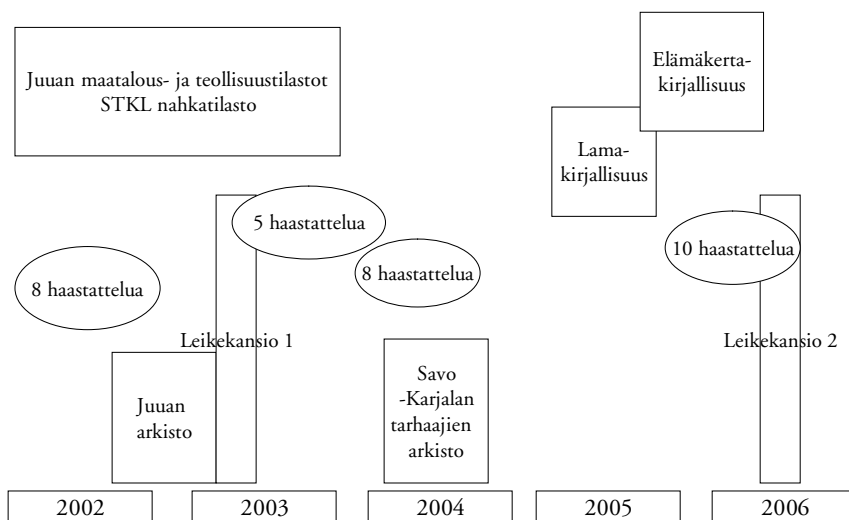 Juuan maatalous- ja teollisuustilastot
STKL nahkatilasto
Elämäkerta-
kirjallisuus
Lama-
kirjallisuus
5 haastattelua
8 haastattelua
10 haastattelua
8 haastattelua
Leikekansio 1
Leikekansio 2
Juuan
arkisto
Savo
-Karjalan
tarhaajien
arkisto
2002
2003
2004
2005
2006